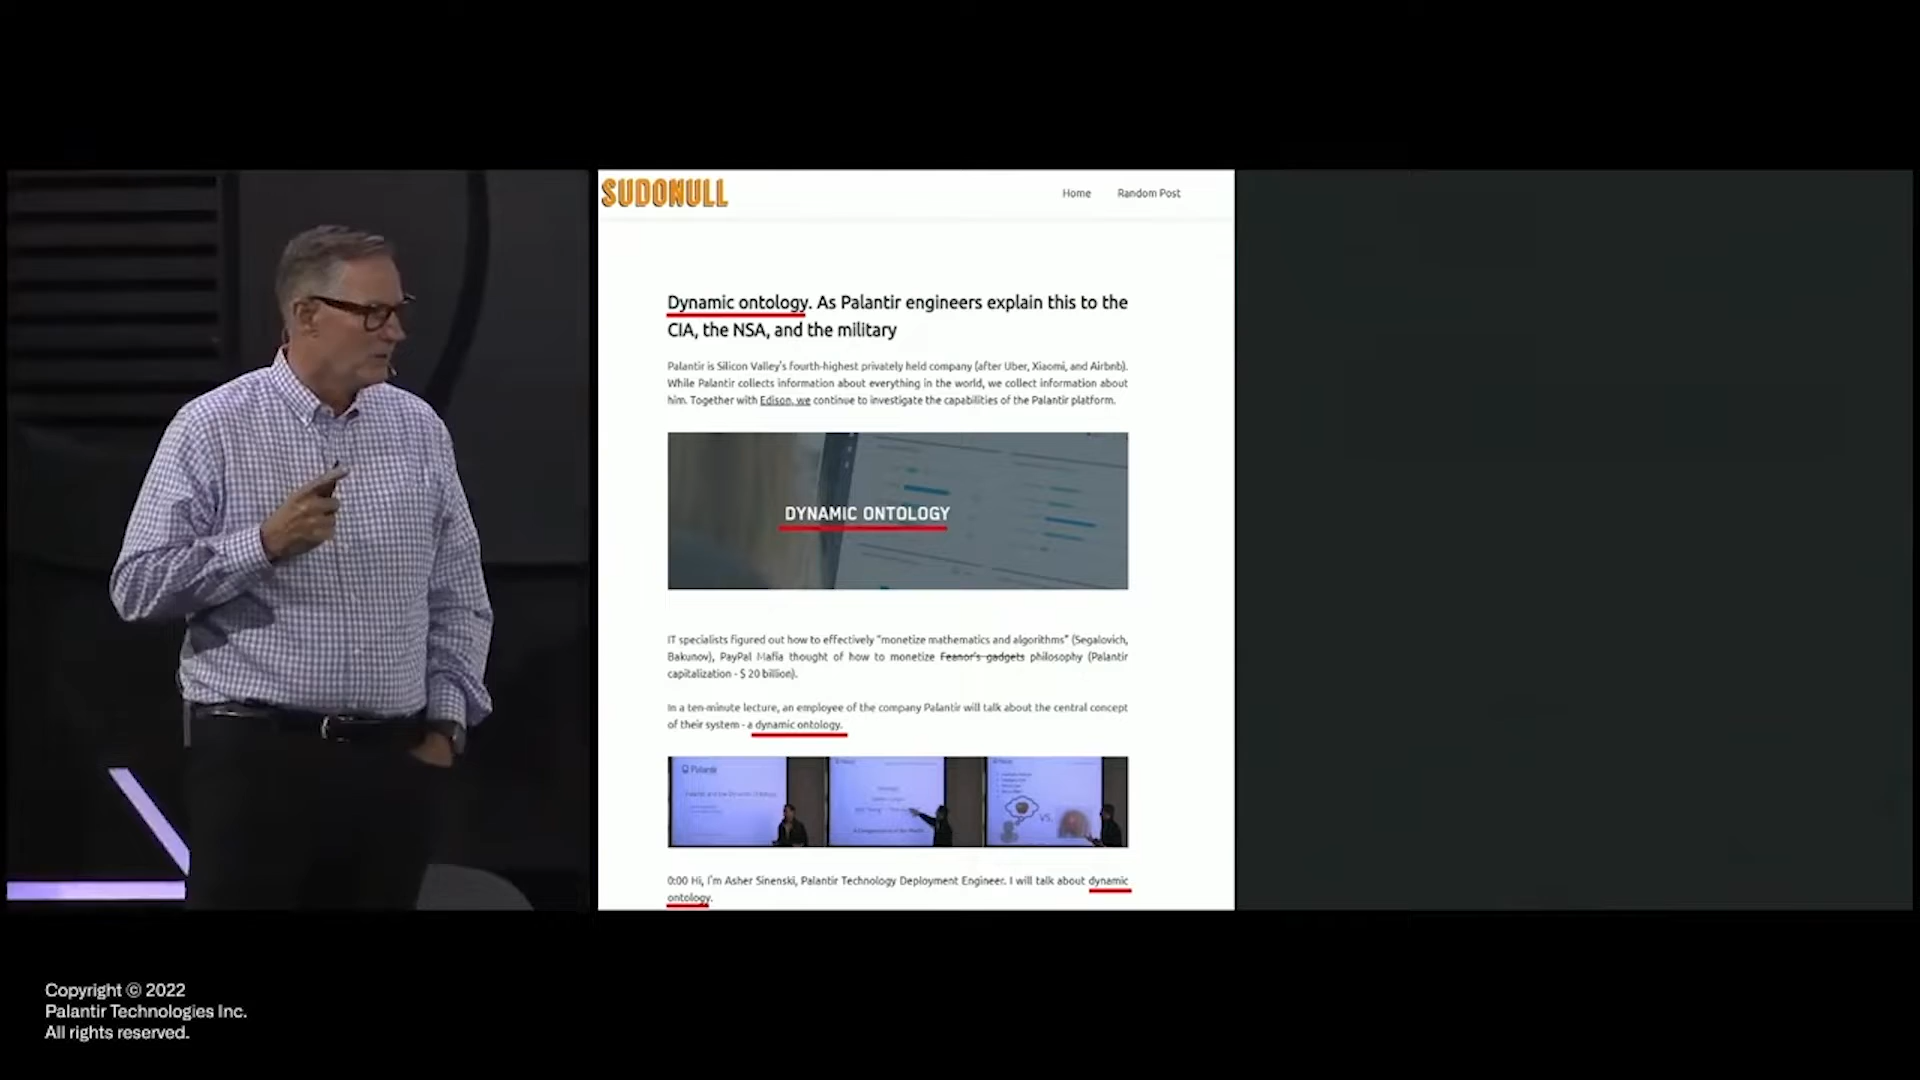 SUDONULL
Home Random Post
Dynamic ontology. As Palantir engineers explain this to the
CIA, the NSA, and the military
Palantir is Silicon Valley's fourth-highest privately held company (after Uber, Xiaomi, and Airbnb).
While Palantir collects information about everything in the world, we collect information about
him. Together with Edison, we continue to investigate the capabilities of the Palantir platform.
DYNAMIC ONTOLOGY
IT specialists figured out how to effectively "monetize mathematics and algorithms" (Segalovich,
Bakunov), PayPal Mafia thought of how to monetize Feanor's gadgets philosophy (Palantir
capitalization - $ 20 billion).
In a ten-minute lecture, an employee of the company Palantir will talk about the central concept
of their system - a dynamic ontology.
Palantir
VS.
0:00 Hi, I'm Asher Sinenski, Palantir Technology Deployment Engineer. I will talk about dynamic
ontology.
Copyright © 2022
Palantir Technologies Inc.
All rights reserved.